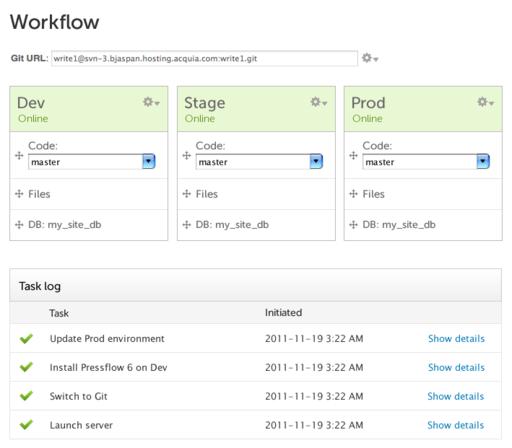 Workflow
Git URL: write1@svn-3.bjaspan.hosting.acquia.com:write1.git
Dev Stage Prod
Online Online Online
Code: Code: Code:
master master master
Files Files Files
DB: my_site_db DB: my_site_db DB: my_site_db
Task log
Task Initiated
Update Prod environment 2011-11-19 3:22 AM Show details
Install Pressflow 6 on Dev 2011-11-19 3:22 AM Show details
Switch to Git 2011-11-19 3:22 AM Show details
Launch server 2011-11-19 3:22 AM Show details